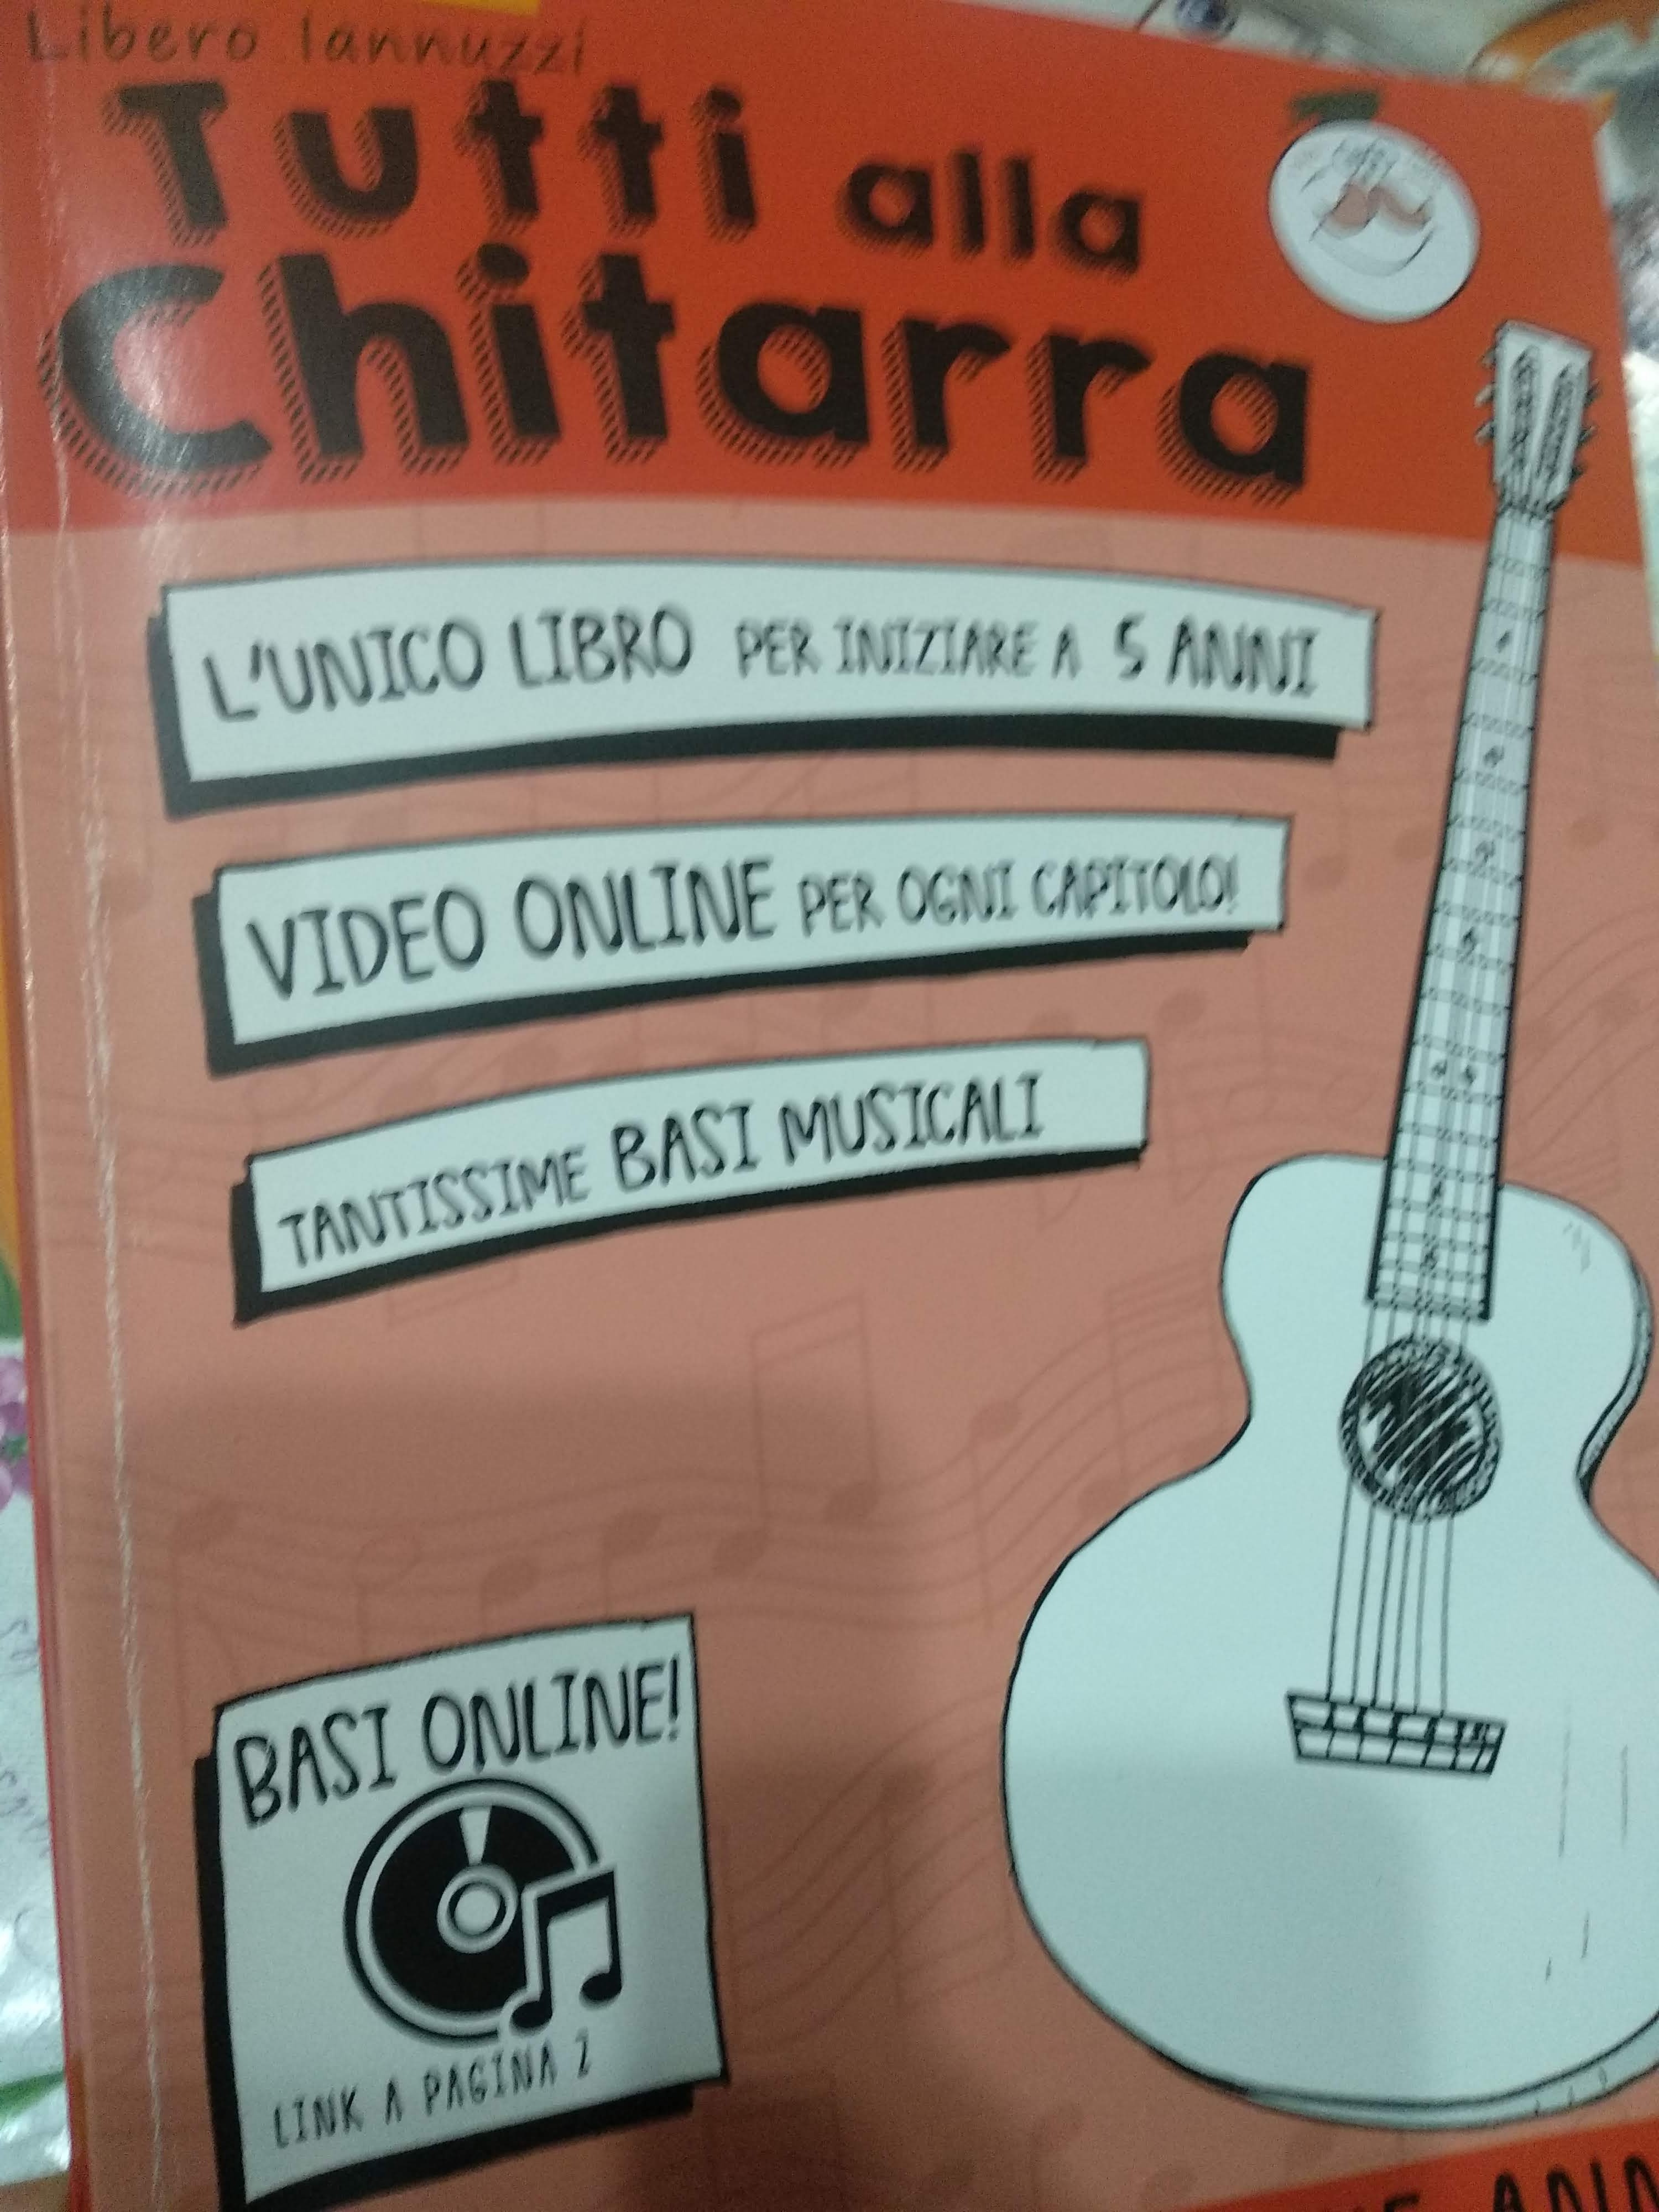 Libero Iannuzzi
Tutti alla
Chitarra
L'UNICO LIBRO PER INIZIARE A 5 ANNI
VIDEO ONLINE PER OGNI CAPITOLO!
TANTISSIME BASI MUSICALI
BASI ONLINE!
LINK A PAGINA 2